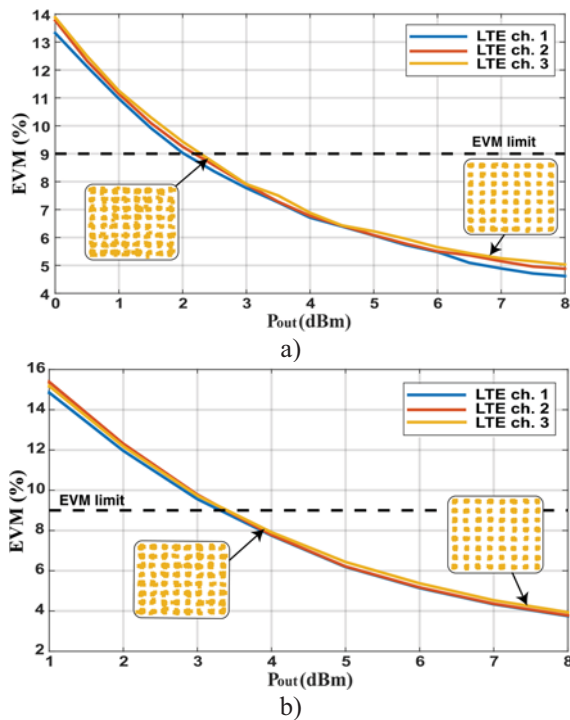 14
13
12
11
10
9
8
7
6
5
4
EVM (%)
LTE ch. 1
LTE ch. 2
LTE ch. 3
EVM limit
0 1 2 3 4 5 6 7 8
Pout (dBm)
a)
16
14
12
10
8
6
4
2
EVM (%)
LTE ch. 1
LTE ch. 2
LTE ch. 3
EVM limit
1 2 3 4 5 6 7 8
Pout (dBm)
b)